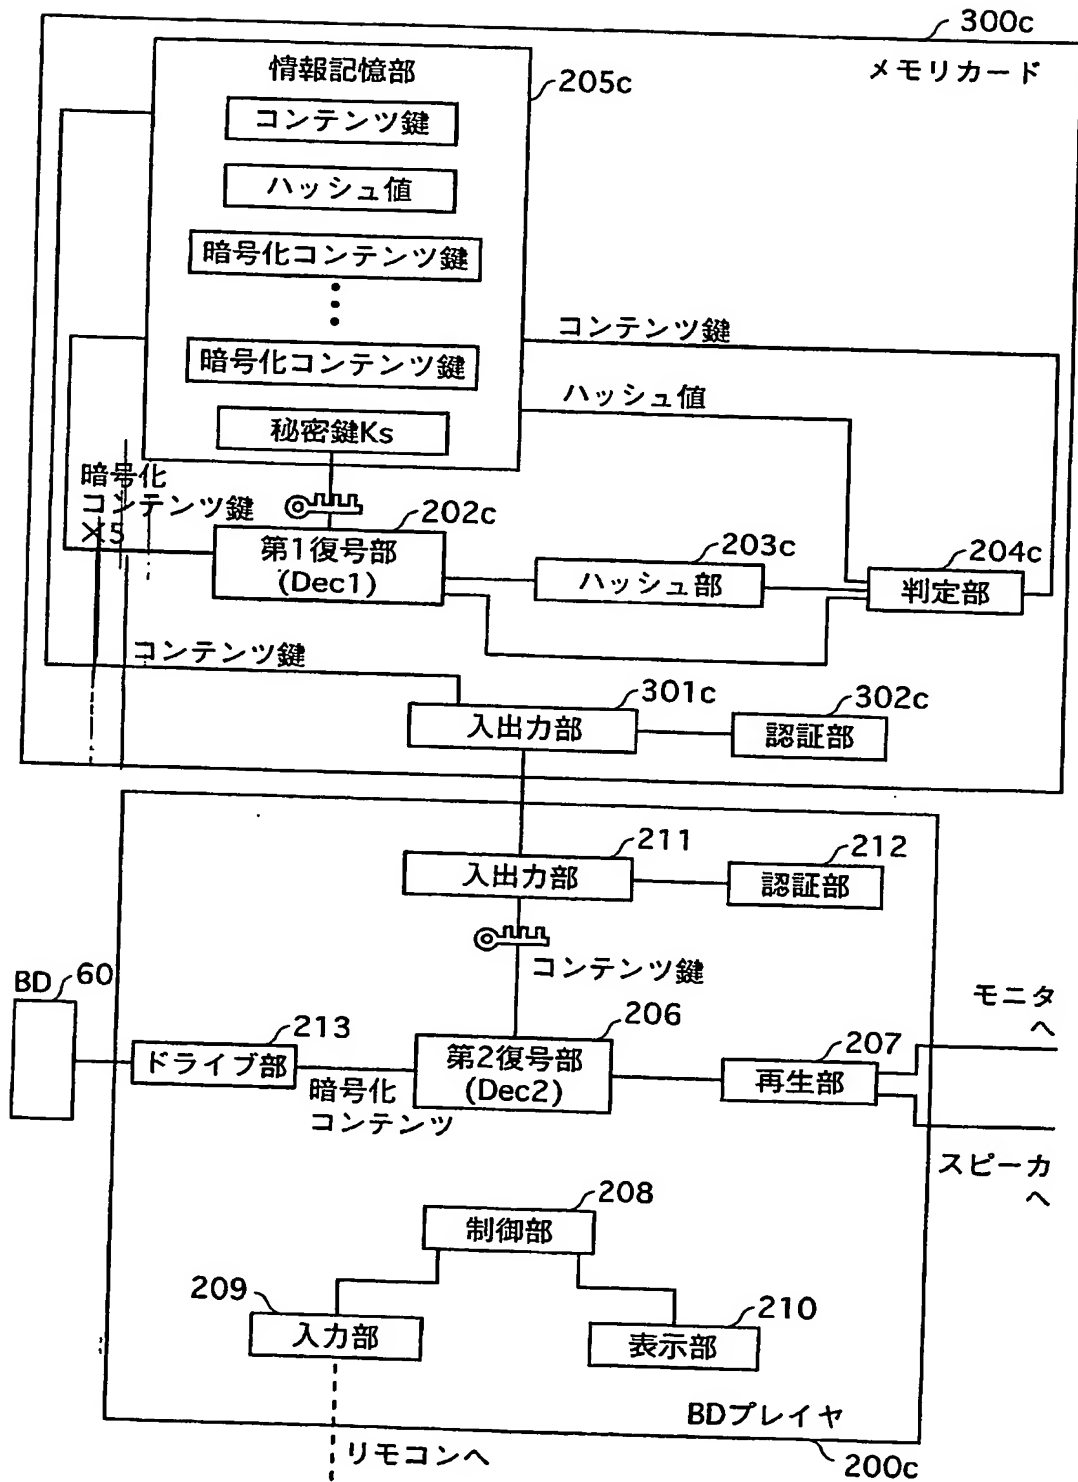 300c
メモリカード
情報記憶部
205c
コンテンツ鍵
ハッシュ値
暗号化コンテンツ鍵
暗号化コンテンツ鍵
秘密鍵Ks
コンテンツ鍵
ハッシュ値
暗号化
コンテンツ鍵
×5
202c
第1復号部
(Dec1)
203c
ハッシュ部
204c
判定部
コンテンツ鍵
301c
入出力部
302c
認証部
211
入出力部
212
認証部
コンテンツ鍵
BD
60
213
ドライブ部
暗号化
コンテンツ
206
第2復号部
(Dec2)
207
再生部
モニタ
へ
スピーカ
へ
208
制御部
209
入力部
210
表示部
BDプレイヤ
リモコンへ
200c